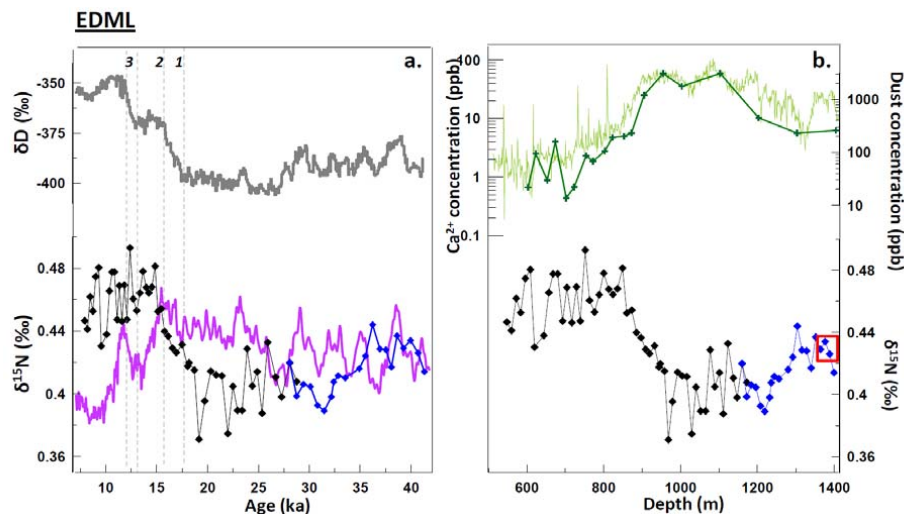 EDML
3 2 1
a.
δD (‰)
-350
-375
-400
δ¹⁵N (‰)
0.48
0.44
0.4
0.36
10 15 20 25 30 35 40
Age (ka)
b.
Ca²⁺ concentration (ppb)
400
100
10
1
0.1
Dust concentration (ppb)
1000
100
10
δ¹⁵N (‰)
0.48
0.44
0.4
0.36
600 800 1000 1200 1400
Depth (m)